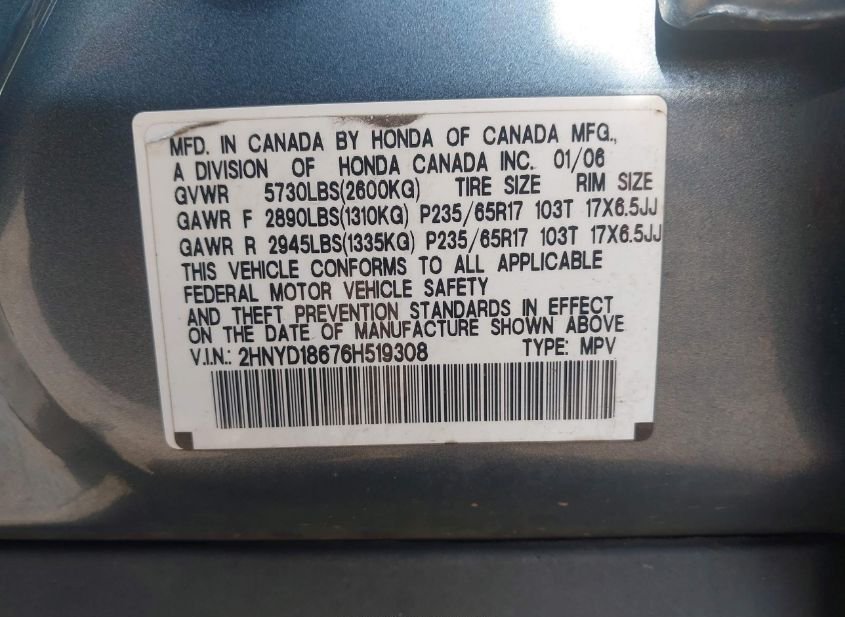 MFD. IN CANADA BY HONDA OF CANADA MFG.,
A DIVISION OF HONDA CANADA INC. 01/06
GVWR 5730LBS(2600KG) TIRE SIZE RIM SIZE
GAWR F 2890LBS(1310KG) P235/65R17 103T 17X6.5JJ
GAWR R 2945LBS(1335KG) P235/65R17 103T 17X6.5JJ
THIS VEHICLE CONFORMS TO ALL APPLICABLE
FEDERAL MOTOR VEHICLE SAFETY
AND THEFT PREVENTION STANDARDS IN EFFECT
ON THE DATE OF MANUFACTURE SHOWN ABOVE
V.I.N.: 2HNYD18676H519308 TYPE: MPV